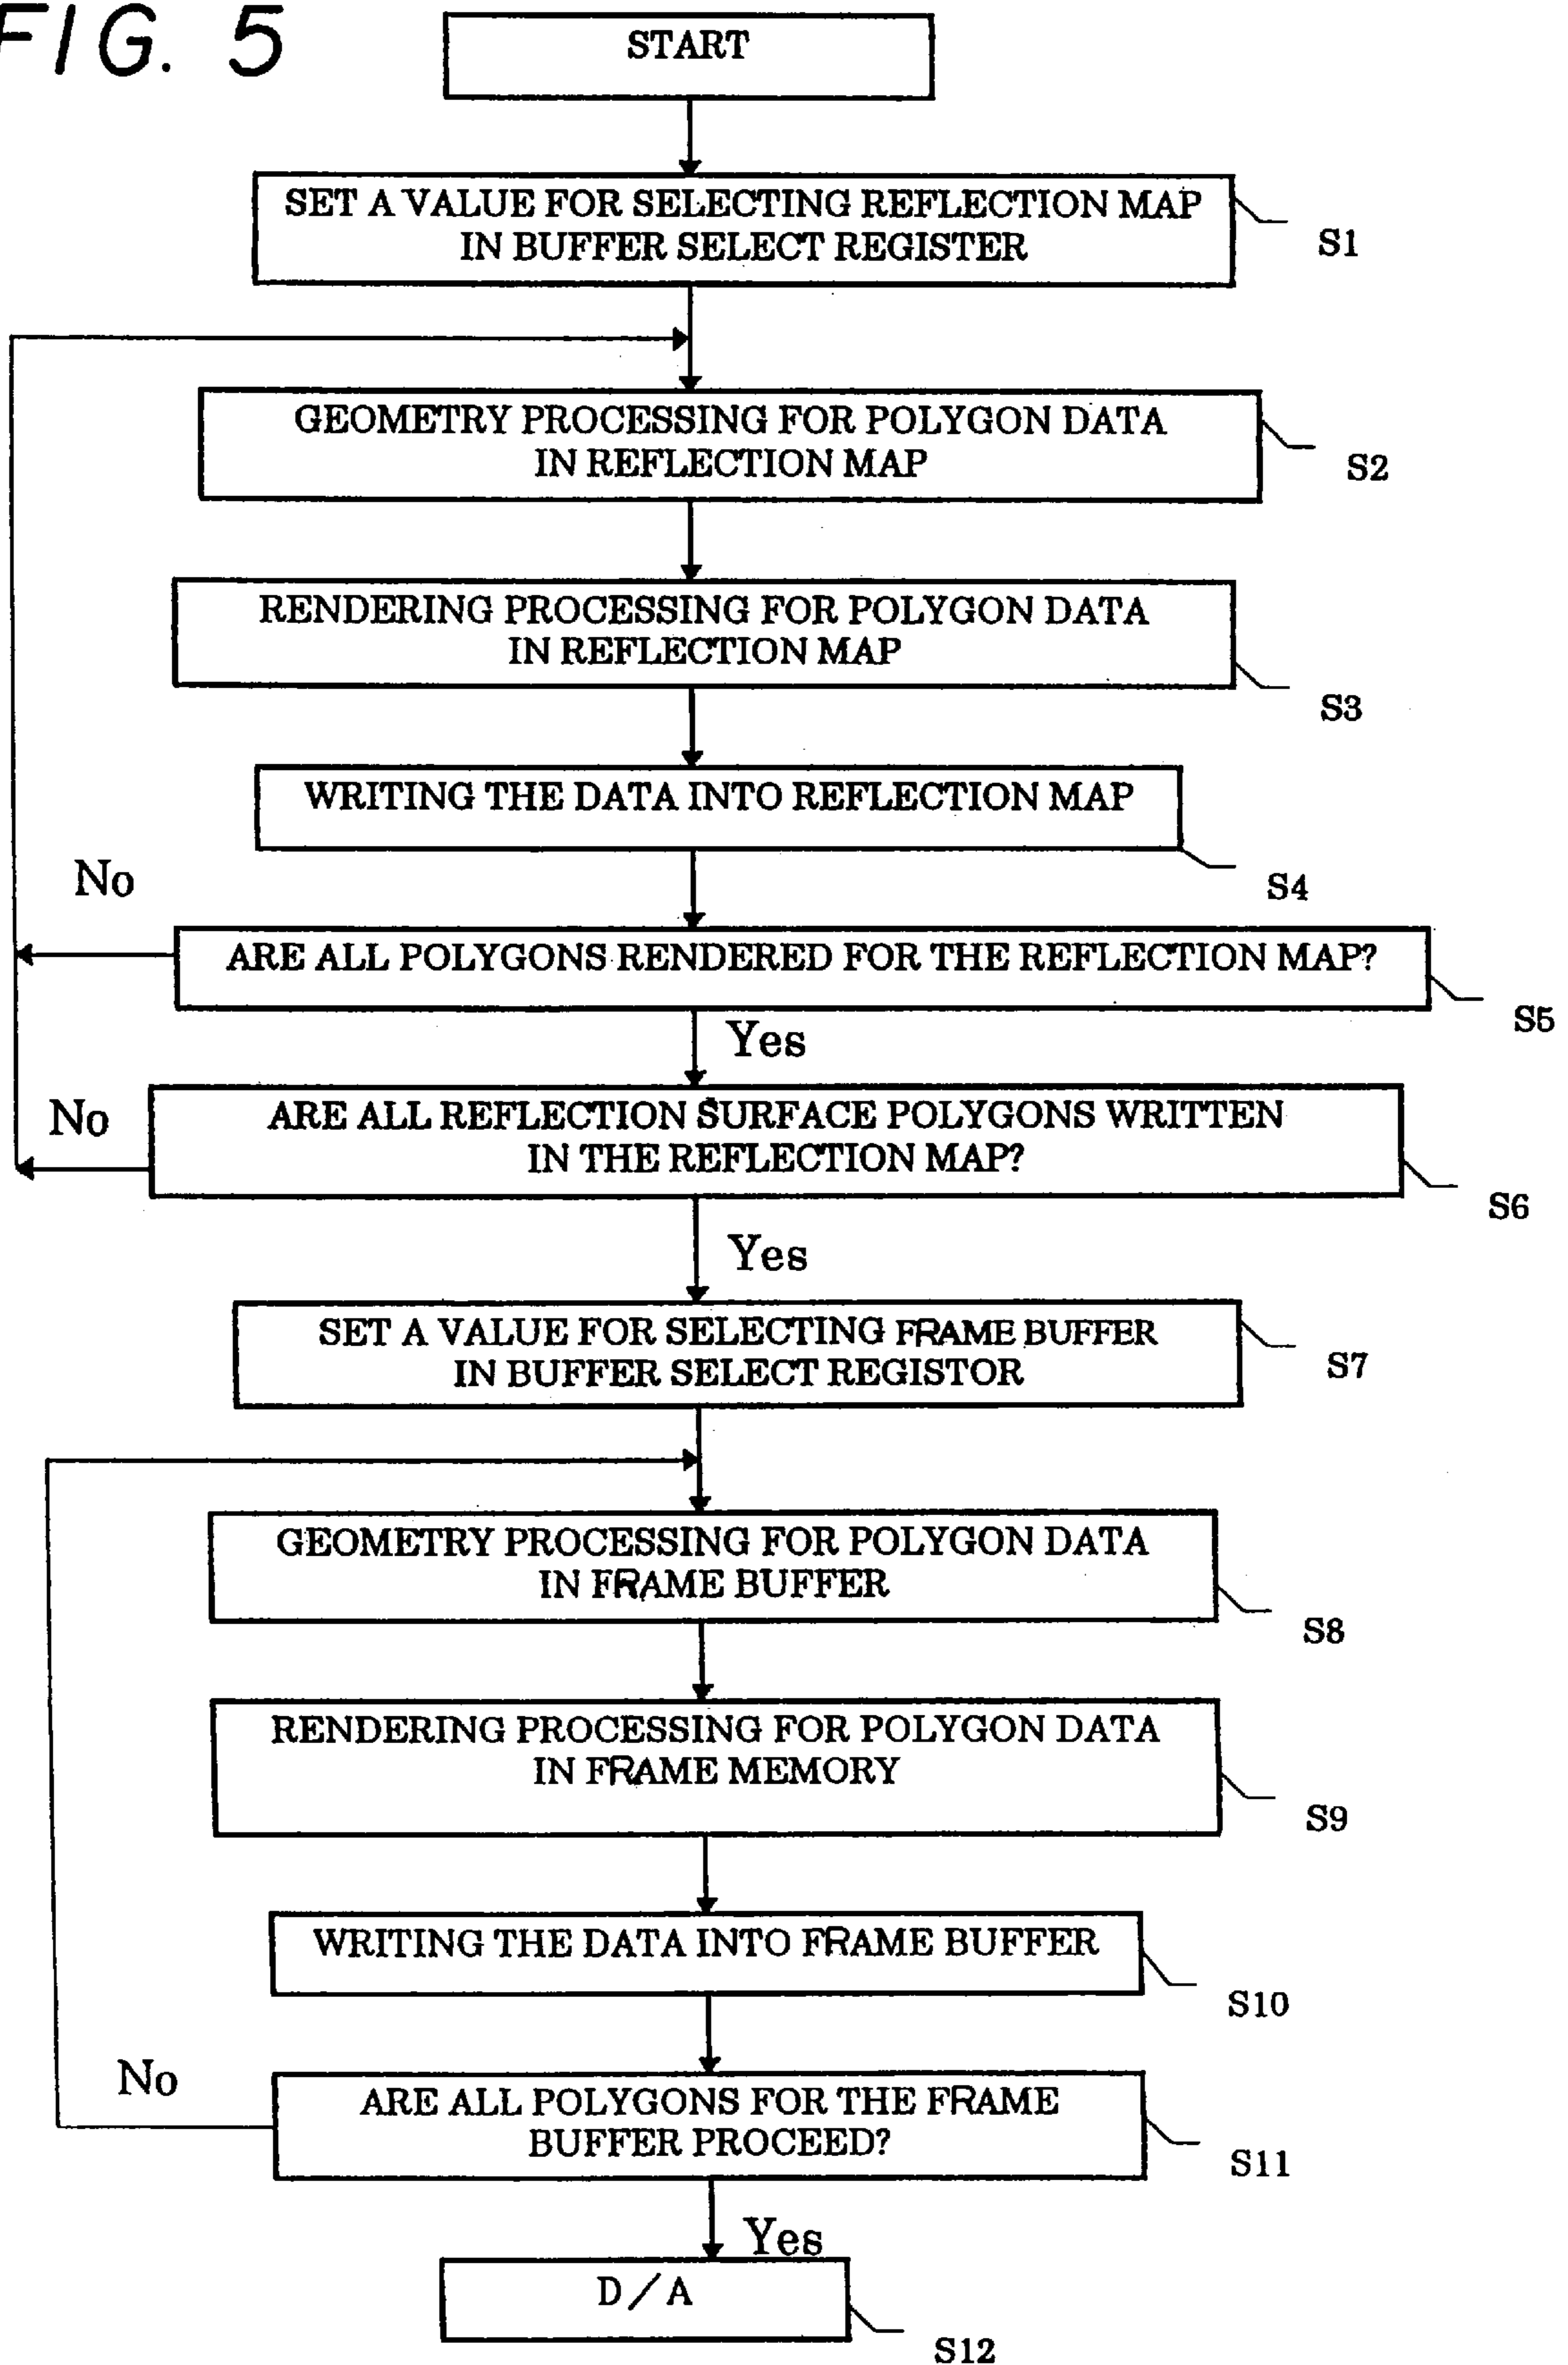 FIG. 5
START
SET A VALUE FOR SELECTING REFLECTION MAP
IN BUFFER SELECT REGISTER
S1
GEOMETRY PROCESSING FOR POLYGON DATA
IN REFLECTION MAP
S2
RENDERING PROCESSING FOR POLYGON DATA
IN REFLECTION MAP
S3
WRITING THE DATA INTO REFLECTION MAP
S4
No
ARE ALL POLYGONS RENDERED FOR THE REFLECTION MAP?
S5
Yes
No
ARE ALL REFLECTION SURFACE POLYGONS WRITTEN
IN THE REFLECTION MAP?
S6
Yes
SET A VALUE FOR SELECTING FRAME BUFFER
IN BUFFER SELECT REGISTOR
S7
GEOMETRY PROCESSING FOR POLYGON DATA
IN FRAME BUFFER
S8
RENDERING PROCESSING FOR POLYGON DATA
IN FRAME MEMORY
S9
WRITING THE DATA INTO FRAME BUFFER
S10
No
ARE ALL POLYGONS FOR THE FRAME
BUFFER PROCEED?
S11
Yes
D/A
S12